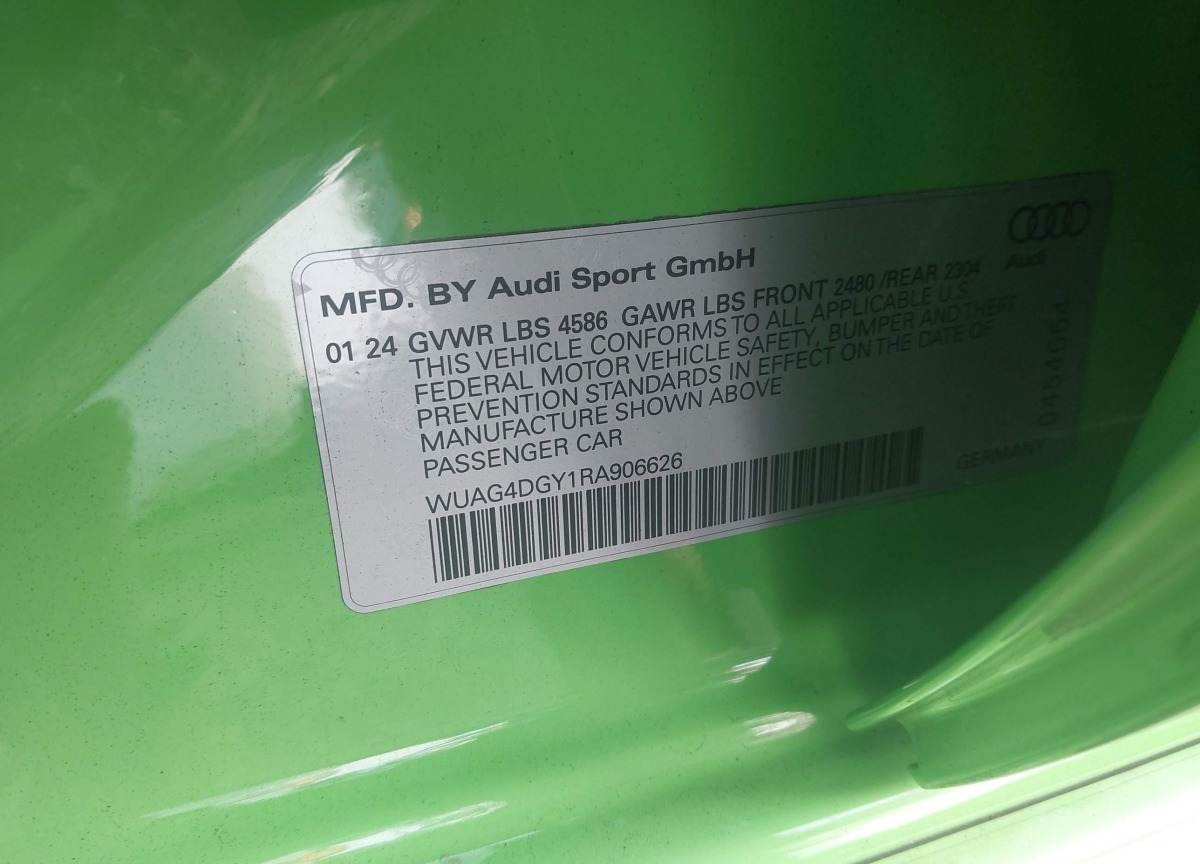 MFD. BY Audi Sport GmbH
01 24 GVWR LBS 4586 GAWR LBS FRONT 2480 /REAR 2304
THIS VEHICLE CONFORMS TO ALL APPLICABLE U.S.
FEDERAL MOTOR VEHICLE SAFETY, BUMPER AND THEFT
PREVENTION STANDARDS IN EFFECT ON THE DATE OF
MANUFACTURE SHOWN ABOVE
PASSENGER CAR
WUAG4DGY1RA906626
Audi
GERMANY
0454664